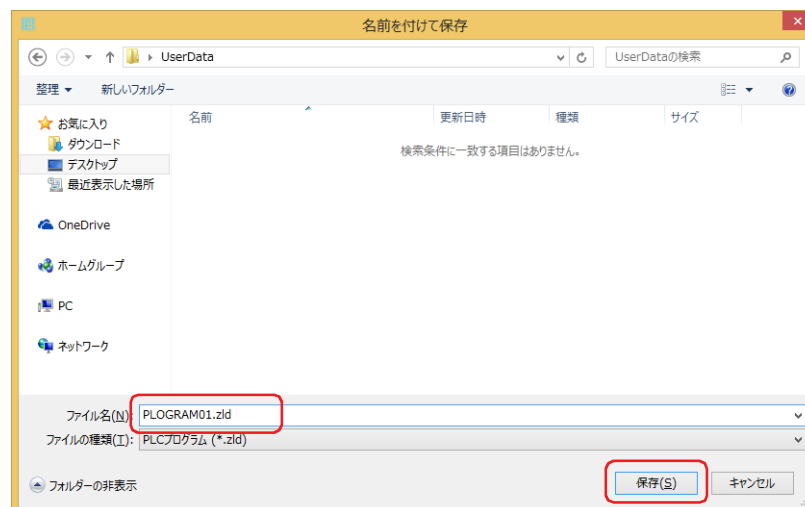 名前を付けて保存
UserData
UserDataの検索
整理 新しいフォルダー
名前 更新日時 種類 サイズ
検索条件に一致する項目はありません。
お気に入り
ダウンロード
デスクトップ
最近表示した場所
OneDrive
ホームグループ
PC
ネットワーク
ファイル名(N): PLOGRAM01.zld
ファイルの種類(T): PLCプログラム (*.zld)
フォルダーの非表示 保存(S) キャンセル